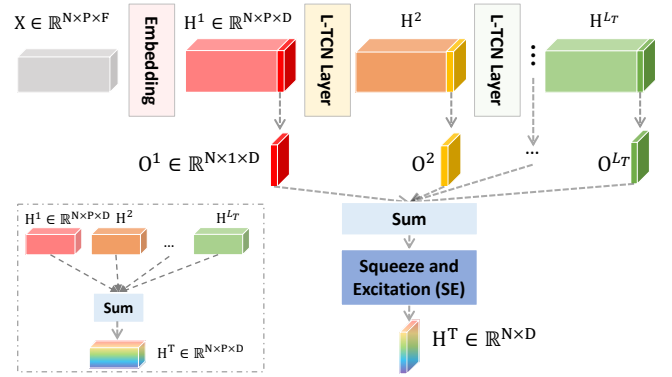 X ∈ ℝ^{N×P×F}
Embedding
H^1 ∈ ℝ^{N×P×D}
L-TCN Layer
H^2
L-TCN Layer
⋮
H^{L_T}
O^1 ∈ ℝ^{N×1×D}
O^2
...
O^{L_T}
Sum
Squeeze and
Excitation (SE)
H^T ∈ ℝ^{N×D}
H^1 ∈ ℝ^{N×P×D}
H^2
...
H^{L_T}
Sum
H^T ∈ ℝ^{N×P×D}